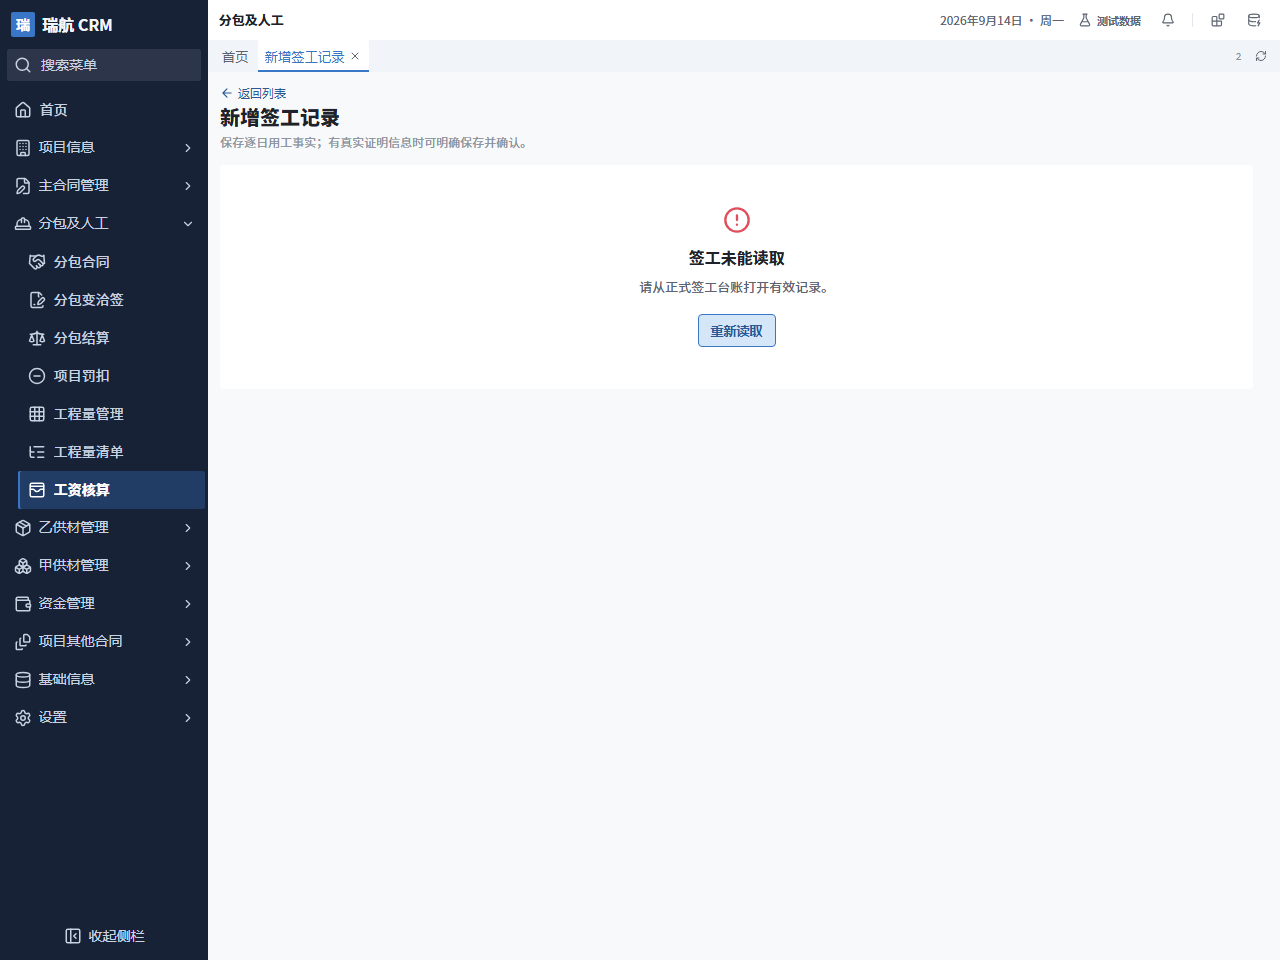 瑞 瑞航 CRM
搜索菜单
首页
项目信息
主合同管理
分包及人工
分包合同
分包变洽签
分包结算
项目罚扣
工程量管理
工程量清单
工资核算
乙供材管理
甲供材管理
资金管理
项目其他合同
基础信息
设置
收起侧栏
分包及人工
2026年9月14日 • 周一
测试数据
首页
新增签工记录
2
返回列表
新增签工记录
保存逐日用工事实；有真实证明信息时可明确保存并确认。
签工未能读取
请从正式签工台账打开有效记录。
重新读取